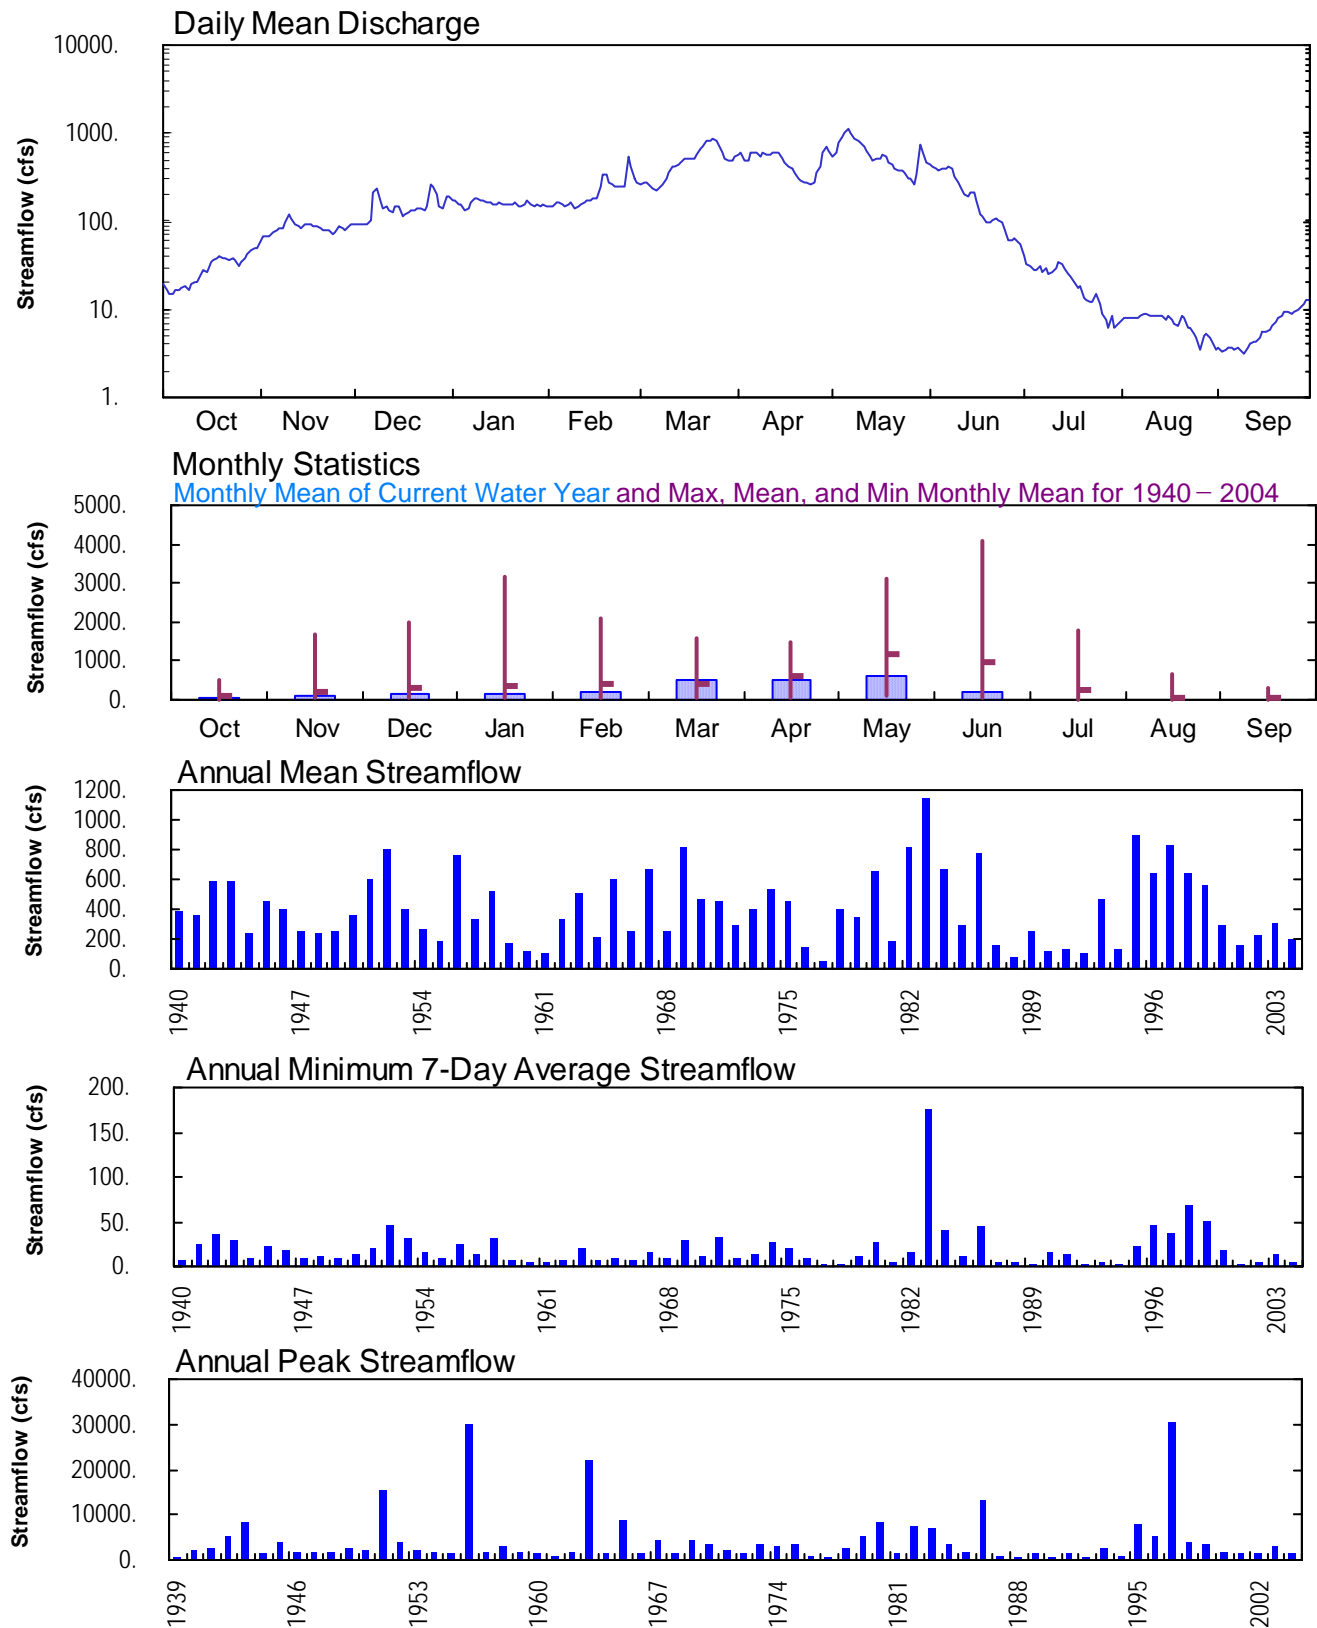 Daily Mean Discharge
Streamflow (cfs)
10000.
1000.
100.
10.
1.
Oct Nov Dec Jan Feb Mar Apr May Jun Jul Aug Sep
Monthly Statistics
Monthly Mean of Current Water Year and Max, Mean, and Min Monthly Mean for 1940 – 2004
Streamflow (cfs)
5000.
4000.
3000.
2000.
1000.
0.
Oct Nov Dec Jan Feb Mar Apr May Jun Jul Aug Sep
Annual Mean Streamflow
Streamflow (cfs)
1200.
1000.
800.
600.
400.
200.
0.
1940 1947 1954 1961 1968 1975 1982 1989 1996 2003
Annual Minimum 7-Day Average Streamflow
Streamflow (cfs)
200.
150.
100.
50.
0.
1940 1947 1954 1961 1968 1975 1982 1989 1996 2003
Annual Peak Streamflow
Streamflow (cfs)
40000.
30000.
20000.
10000.
0.
1939 1946 1953 1960 1967 1974 1981 1988 1995 2002